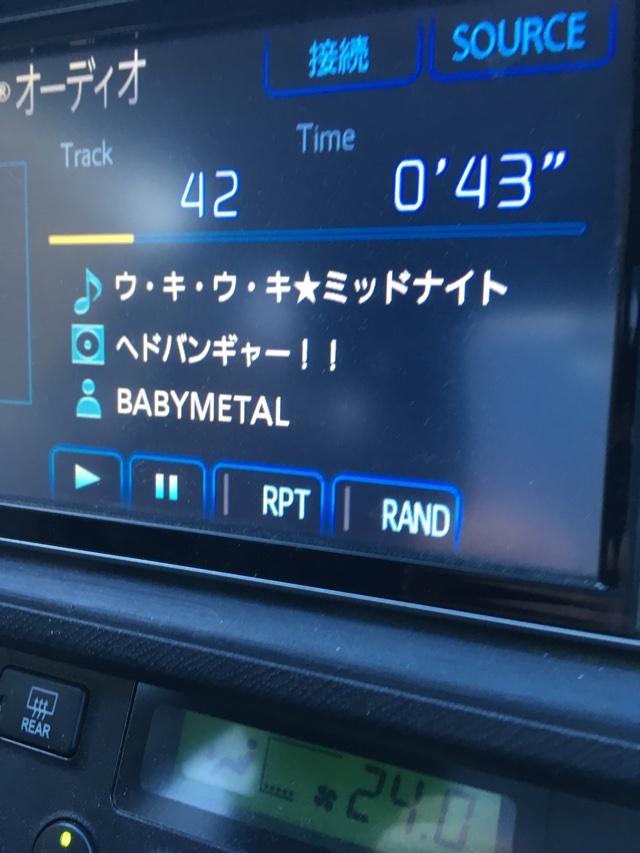 接続 SOURCE
®オーディオ
Track Time
42 0'43”
ウ・キ・ウ・キ★ミッドナイト
ヘドバンギャー！！
BABYMETAL
RPT RAND
REAR
24.0